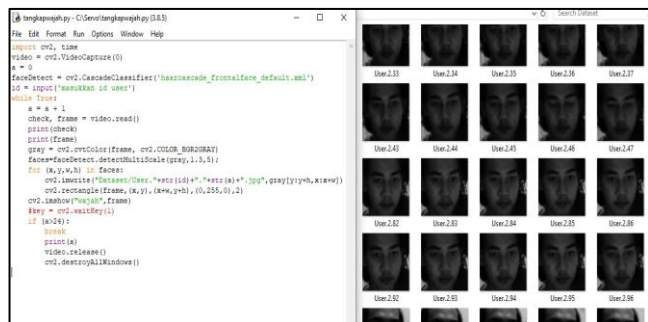 tangkapwajah.py - C:\Servo\tangkapwajah.py (3.8.5)
File Edit Format Run Options Window Help
import cv2, time
video = cv2.VideoCapture(0)
a = 0
faceDetect = cv2.CascadeClassifier('haarcascade_frontalface_default.xml')
id = input('masukkan id user')
while True:
    a = a + 1
    check, frame = video.read()
    print(check)
    print(frame)
    gray = cv2.cvtColor(frame, cv2.COLOR_BGR2GRAY)
    faces=faceDetect.detectMultiScale(gray,1.3,5);
    for (x,y,w,h) in faces:
        cv2.imwrite("Dataset/User."+str(id)+"."+str(a)+".jpg",gray[y:y+h,x:x+w])
        cv2.rectangle(frame,(x,y),(x+w,y+h),(0,255,0),2)
    cv2.imshow("wajah",frame)
    #key = cv2.waitKey(1)
    if (a>24):
        break
        print(a)
        video.release()
        cv2.destroyAllWindows()
Search Dataset
User.2.33 User.2.34 User.2.35 User.2.36 User.2.37
User.2.43 User.2.44 User.2.45 User.2.46 User.2.47
User.2.82 User.2.83 User.2.84 User.2.85 User.2.86
User.2.92 User.2.93 User.2.94 User.2.95 User.2.96